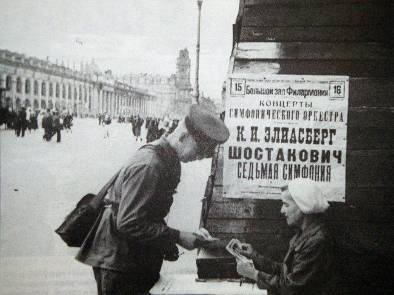 15 Большой зал Филармонии 16
КОНЦЕРТЫ
СИМФОНИЧЕСКОГО ОРКЕСТРА
К. И. ЭЛИАСБЕРГ
ШОСТАКОВИЧ
СЕДЬМАЯ СИМФОНИЯ